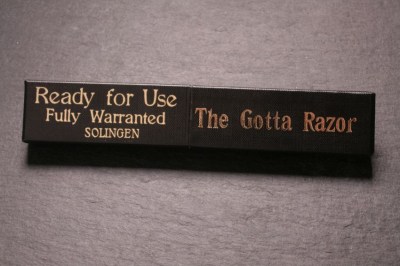 Ready for Use
Fully Warranted
SOLINGEN
The Gotta Razor